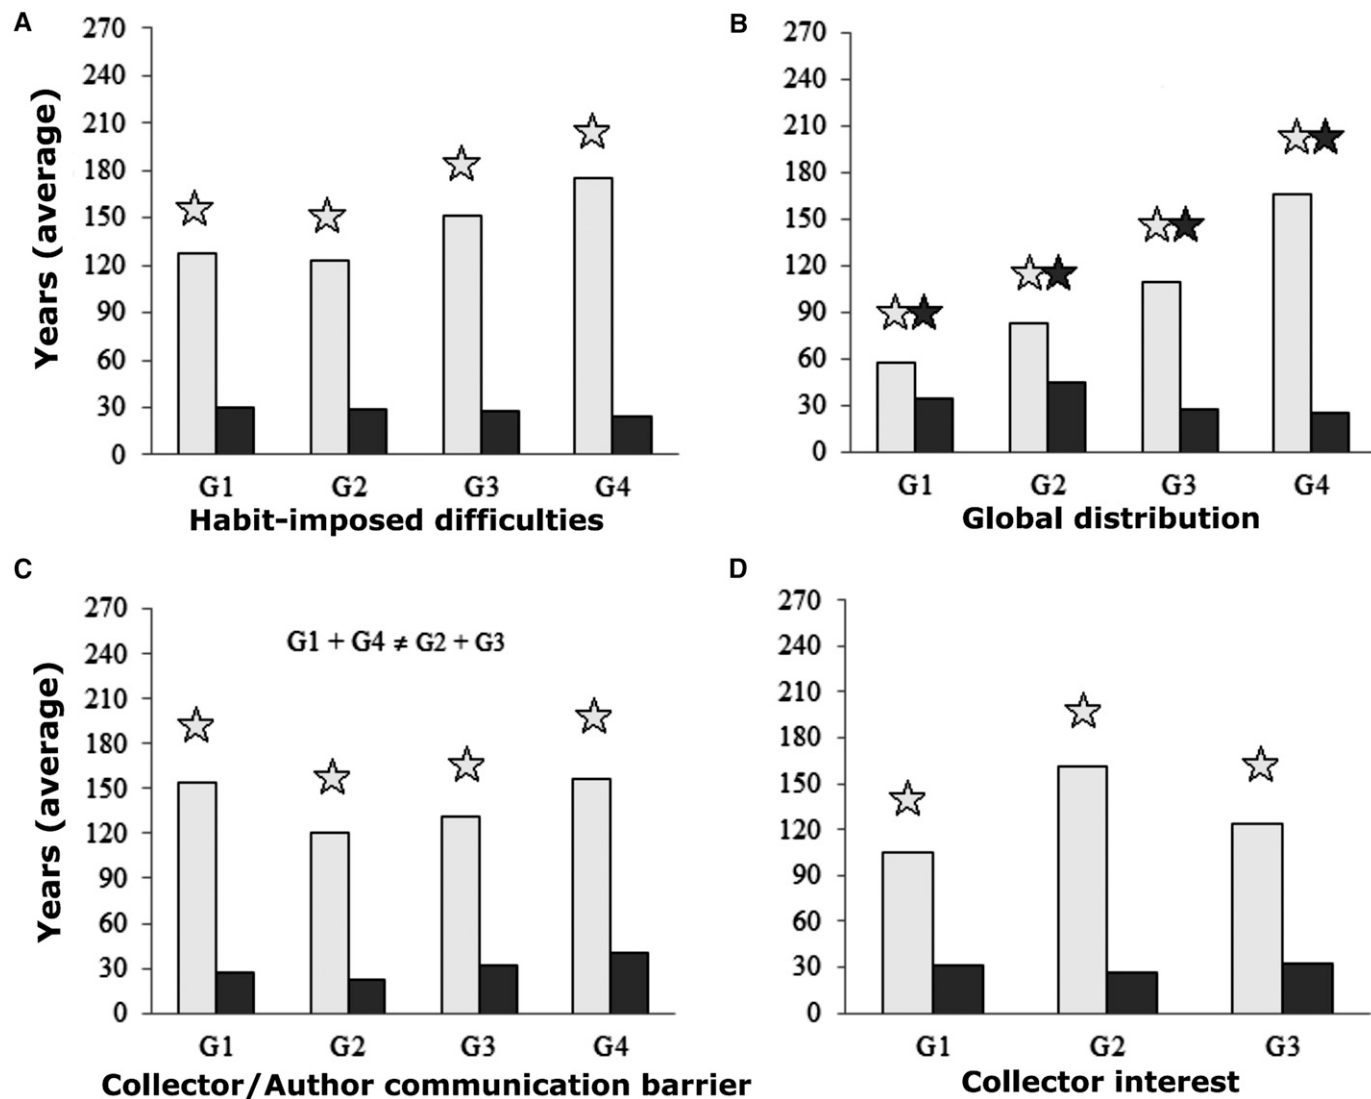 A
270
240
210
180
150
120
90
60
30
0
Years (average)
G1 G2 G3 G4
Habit-imposed difficulties
B
270
240
210
180
150
120
90
60
30
0
G1 G2 G3 G4
Global distribution
C
270
240
210
180
150
120
90
60
30
0
Years (average)
G1 + G4 ≠ G2 + G3
G1 G2 G3 G4
Collector/Author communication barrier
D
270
240
210
180
150
120
90
60
30
0
G1 G2 G3
Collector interest